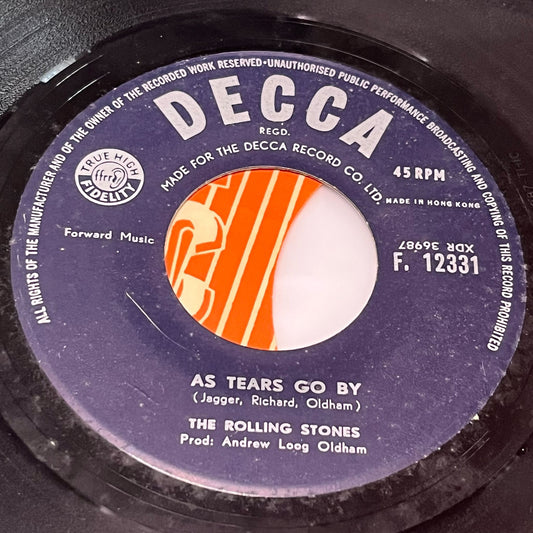 ALL RIGHTS OF THE MANUFACTURER AND OF THE OWNER OF THE RECORDED WORK RESERVED • UNAUTHORISED PUBLIC PERFORMANCE BROADCASTING AND COPYING OF THIS RECORD PROHIBITED
DECCA
REGD.
MADE FOR THE DECCA RECORD CO. LTD.
TRUE HIGH
ffrr
FIDELITY
45 RPM
MADE IN HONG KONG
Forward Music
XDR 36987
F. 12331
AS TEARS GO BY
(Jagger, Richard, Oldham)
THE ROLLING STONES
Prod: Andrew Loog Oldham